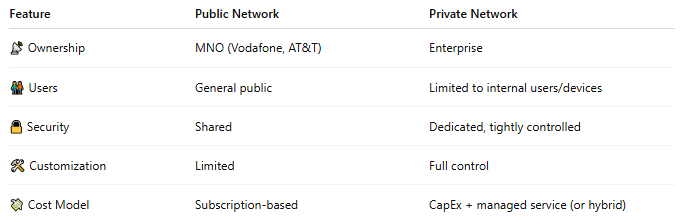 Feature Public Network Private Network
Ownership MNO (Vodafone, AT&T) Enterprise
Users General public Limited to internal users/devices
Security Shared Dedicated, tightly controlled
Customization Limited Full control
Cost Model Subscription-based CapEx + managed service (or hybrid)